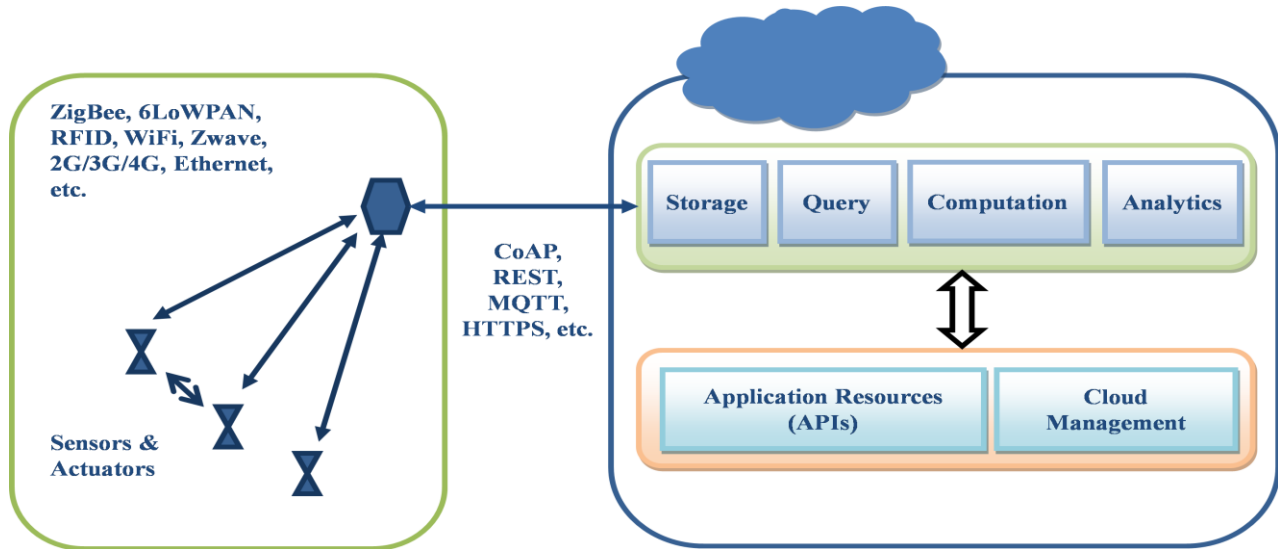 ZigBee, 6LoWPAN,
RFID, WiFi, Zwave,
2G/3G/4G, Ethernet,
etc.
Sensors &
Actuators
CoAP,
REST,
MQTT,
HTTPS, etc.
Storage
Query
Computation
Analytics
Application Resources
(APIs)
Cloud
Management